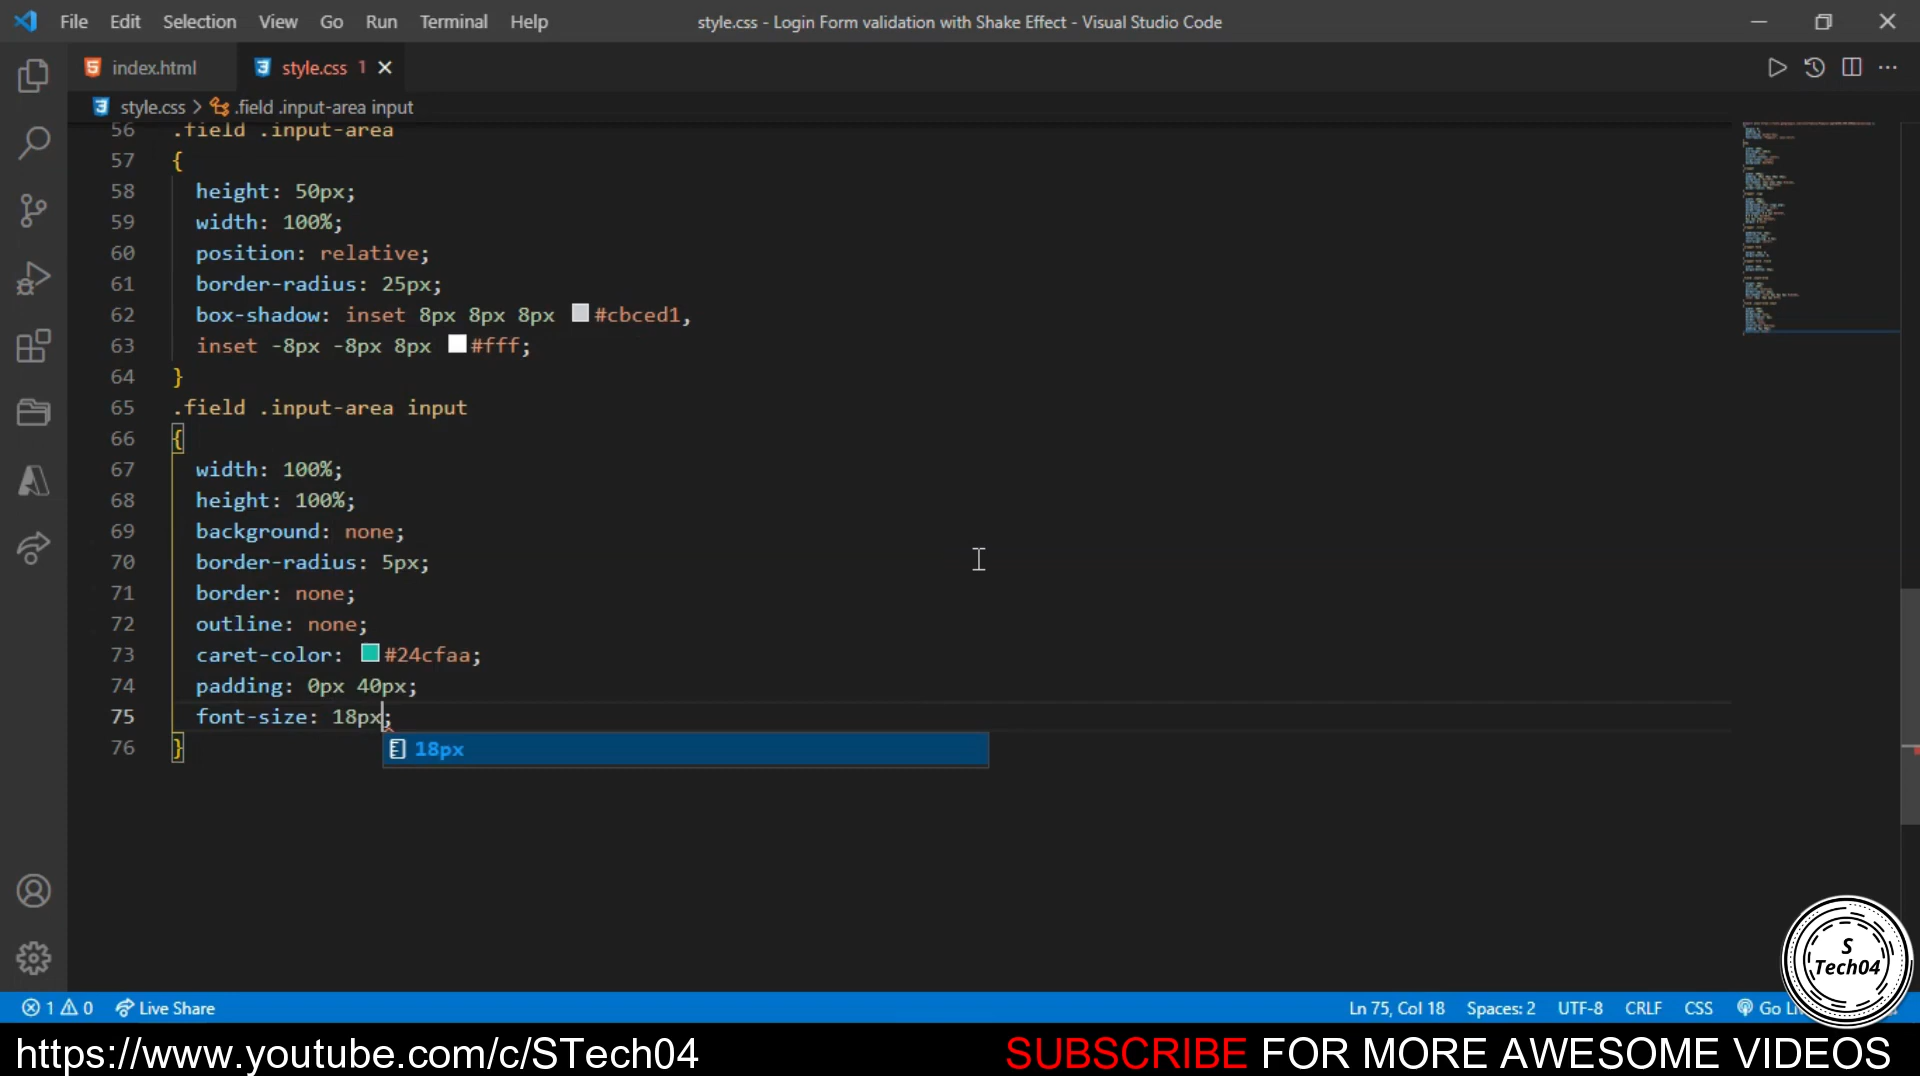 File Edit Selection View Go Run Terminal Help
style.css - Login Form validation with Shake Effect - Visual Studio Code
index.html
style.css 1
style.css > .field .input-area input
56 .field .input-area
57 {
58 height: 50px;
59 width: 100%;
60 position: relative;
61 border-radius: 25px;
62 box-shadow: inset 8px 8px 8px #cbced1,
63 inset -8px -8px 8px #fff;
64 }
65 .field .input-area input
66 {
67 width: 100%;
68 height: 100%;
69 background: none;
70 border-radius: 5px;
71 border: none;
72 outline: none;
73 caret-color: #24cfaa;
74 padding: 0px 40px;
75 font-size: 18px;
18px
76 }
S
Tech04
1 0 Live Share
Ln 75, Col 18 Spaces: 2 UTF-8 CRLF CSS Go
https://www.youtube.com/c/STech04
SUBSCRIBE FOR MORE AWESOME VIDEOS